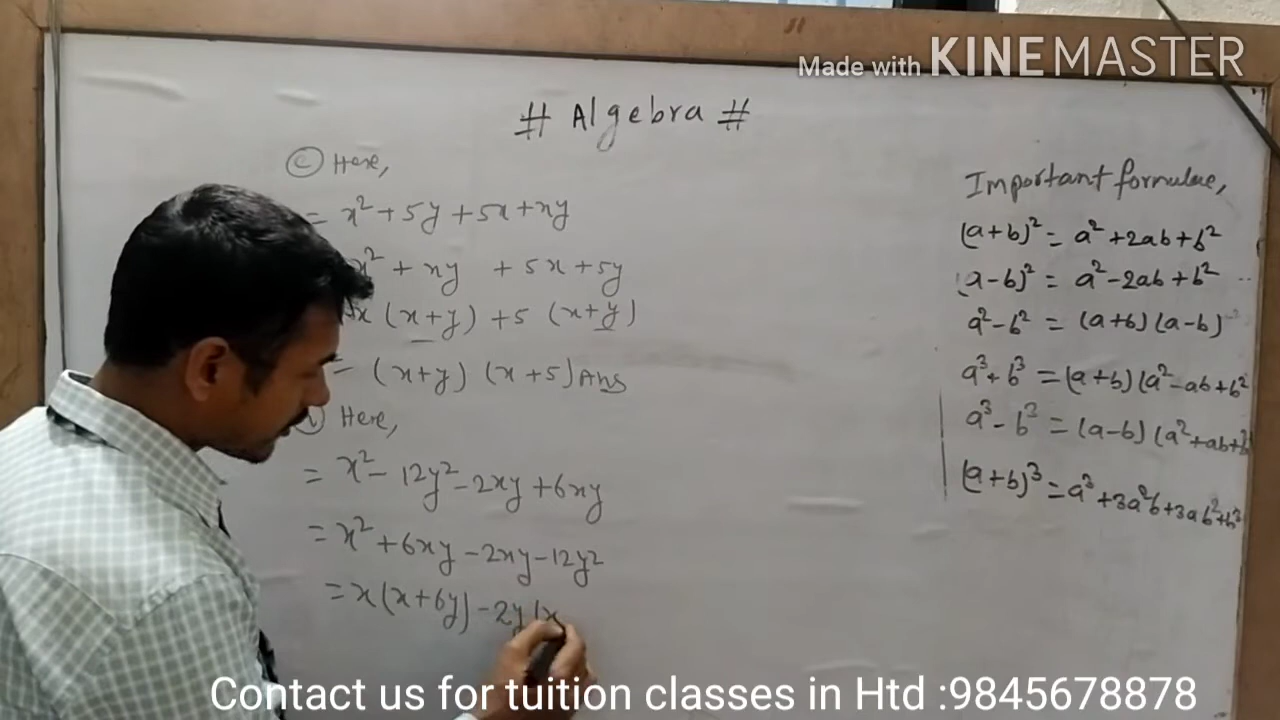 Made with KINEMASTER
# Algebra #
c Here,
= x² + 5y + 5x + xy
x² + xy + 5x + 5y
x (x+y) + 5 (x+y)
= (x+y) (x+5) Ans
Here,
= x² - 12y² - 2xy + 6xy
= x² + 6xy - 2xy - 12y²
= x(x+6y) - 2y(x
Important formulae,
(a+b)² = a² + 2ab + b²
(a-b)² = a² - 2ab + b²
a² - b² = (a+b) (a-b)
a³ + b³ = (a+b) (a² - ab + b²
a³ - b³ = (a-b) (a² + ab + b
(a+b)³ = a³ + 3a²b + 3ab² + b³
Contact us for tuition classes in Htd :9845678878